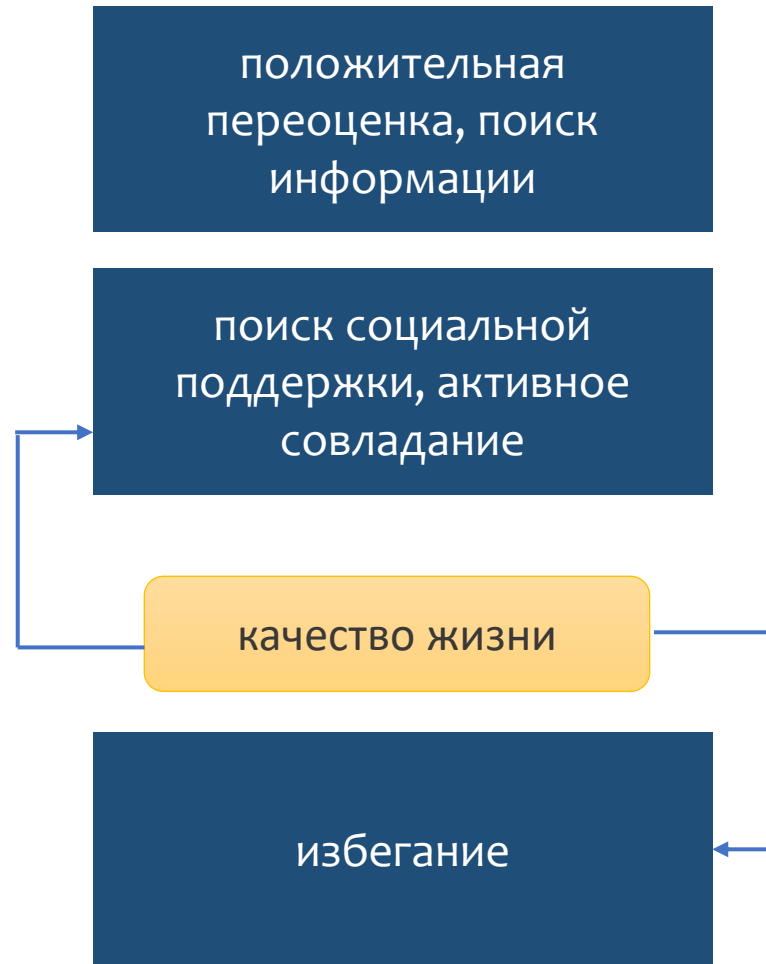 положительная
переоценка, поиск
информации
поиск социальной
поддержки, активное
совладание
качество жизни
избегание